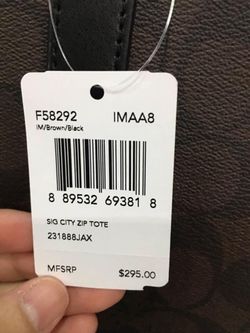 F58292 IMAA8
IM/Brown/Black
8 89532 69381 8
SIG CITY ZIP TOTE
231888JAX
MFSRP $295.00